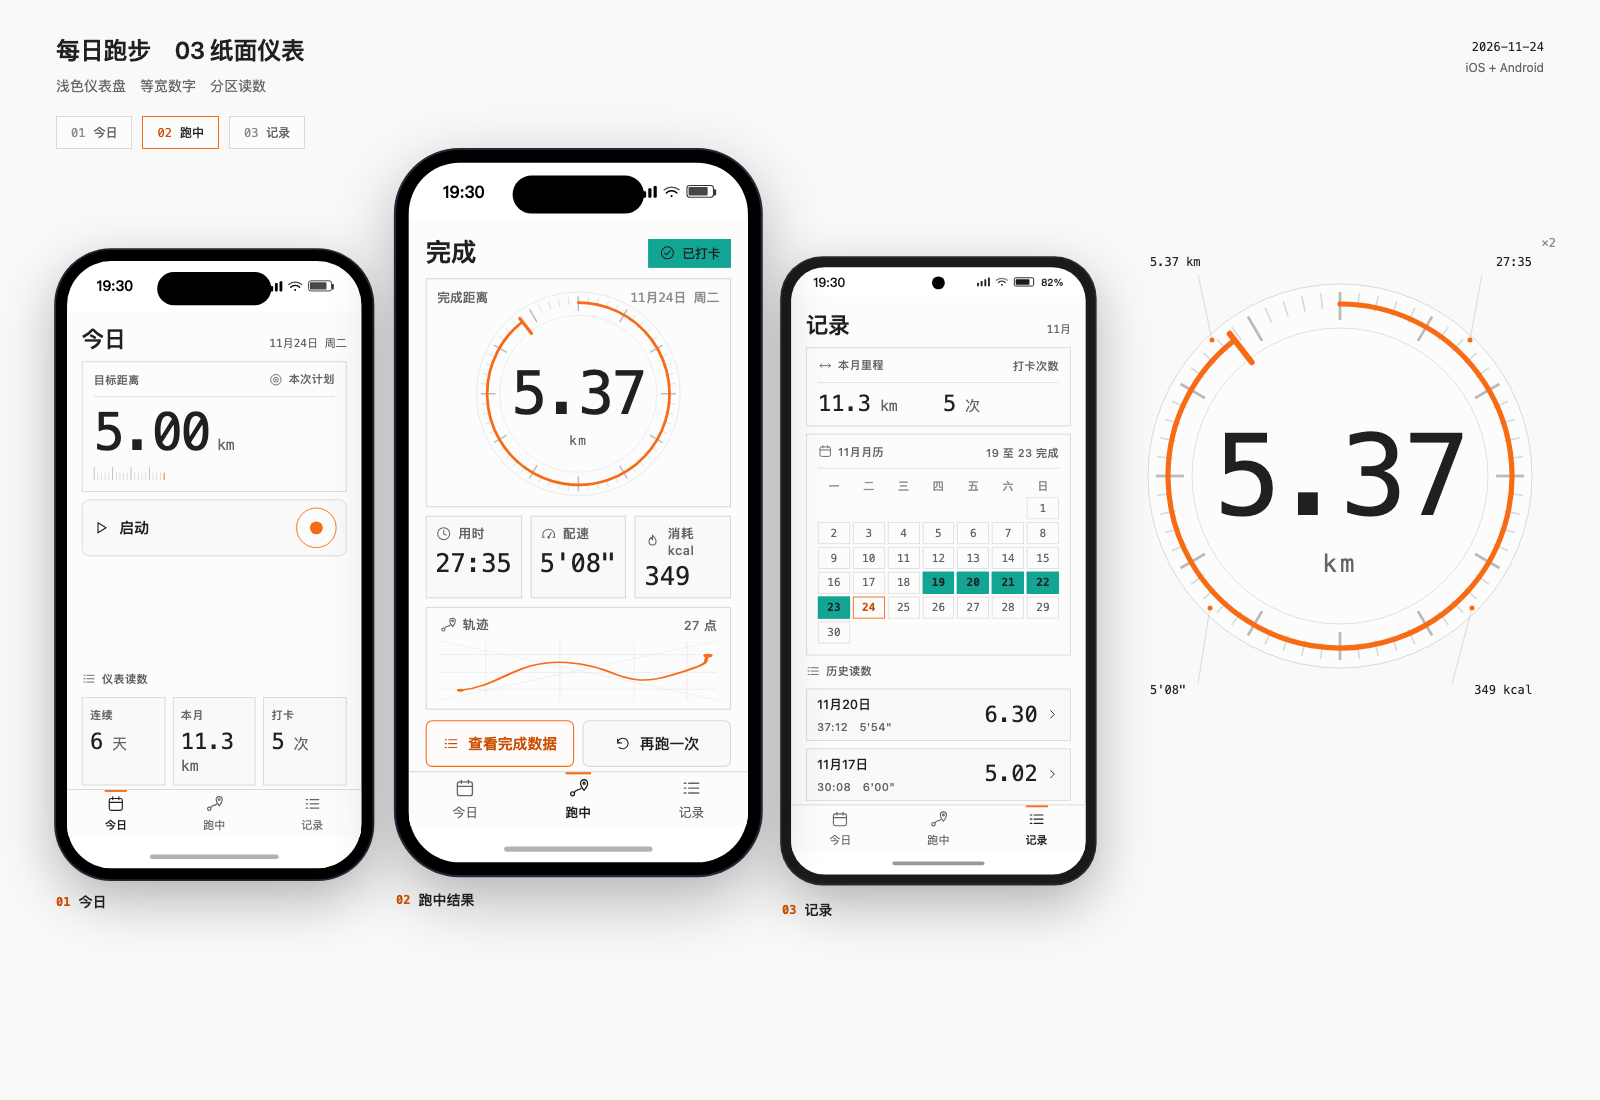 每日跑步 03 纸面仪表
浅色仪表盘 等宽数字 分区读数
01 今日
02 跑中
03 记录
2026-11-24
iOS + Android
19:30
今日
11月24日 周二
目标距离
本次计划
5.00 km
启动
仪表读数
连续
6 天
本月
11.3
km
打卡
5 次
今日
跑中
记录
01 今日
19:30
完成
已打卡
完成距离
11月24日 周二
5.37
km
用时
27:35
配速
5'08"
消耗
kcal
349
轨迹
27 点
查看完成数据
再跑一次
今日
跑中
记录
02 跑中结果
19:30
82%
记录
11月
本月里程
打卡次数
11.3 km
5 次
11月月历
19 至 23 完成
一 二 三 四 五 六 日
1
2 3 4 5 6 7 8
9 10 11 12 13 14 15
16 17 18 19 20 21 22
23 24 25 26 27 28 29
30
历史读数
11月20日
37:12 5'54"
6.30
11月17日
30:08 6'00"
5.02
今日
跑中
记录
03 记录
×2
5.37 km
27:35
5.37
km
5'08"
349 kcal